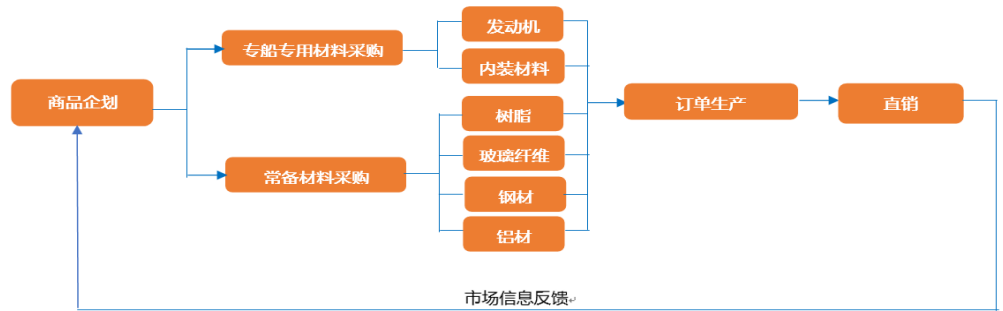 商品企划
专船专用材料采购
常备材料采购
发动机
内装材料
树脂
玻璃纤维
钢材
铝材
订单生产
直销
市场信息反馈